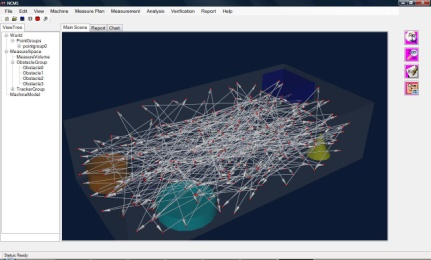 NCMS
File Edit View Machine Measure Plan Measurement Analysis Verification Report Help
ViewTree
Main Scene Report Chart
World
PointGroups
pointgroup0
MeasureSpace
MeasureVolume
ObstacleGroup
Obstacle0
Obstacle1
Obstacle2
Obstacle3
TrackerGroup
MachineModel
Status: Ready